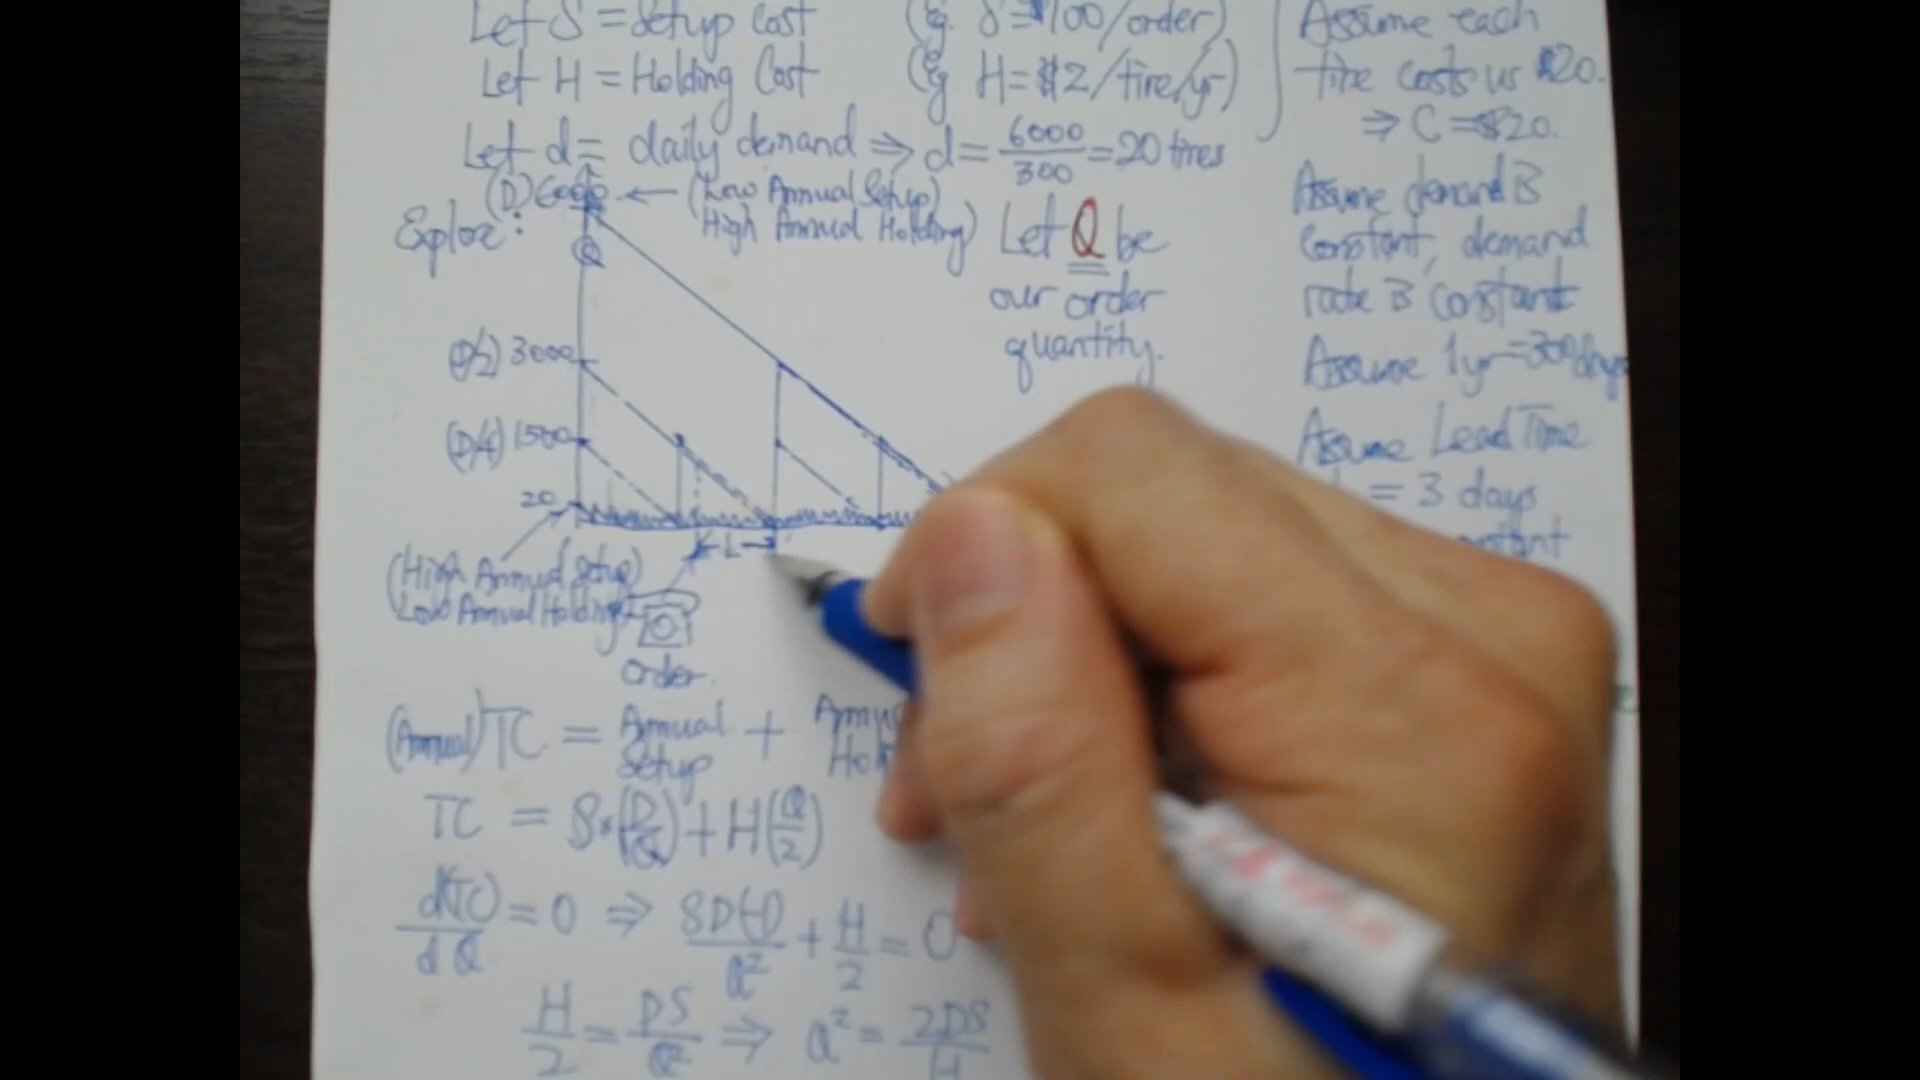 Let S = Setup Cost (Eg. S=$100/order)
Let H = Holding Cost (Eg H=$2/tire/yr)
Let d = daily demand ⇒ d = 6000/300 = 20 tires
(D) 6000 ← (Low Annual Setup)
High Annual Holding)
Explore:
Q
Let Q be
our order
quantity.
(D/2) 3000
(D/4) 1500
20
L
(High Annual Setup)
Low Annual Holding
order.
(Annual) TC = Annual Setup +
TC = S*(D/Q) + H(Q/2)
d(TC)/dQ = 0 ⇒ SD(-1)/Q² + H/2 = 0
H/2 = DS/Q² ⇒ Q² = 2DS/H
Assume each
tire costs us $20.
⇒ C = $20.
Assume demand is
constant, demand
rate is constant
Assume 1yr=300days
Assume Lead Time
= 3 days